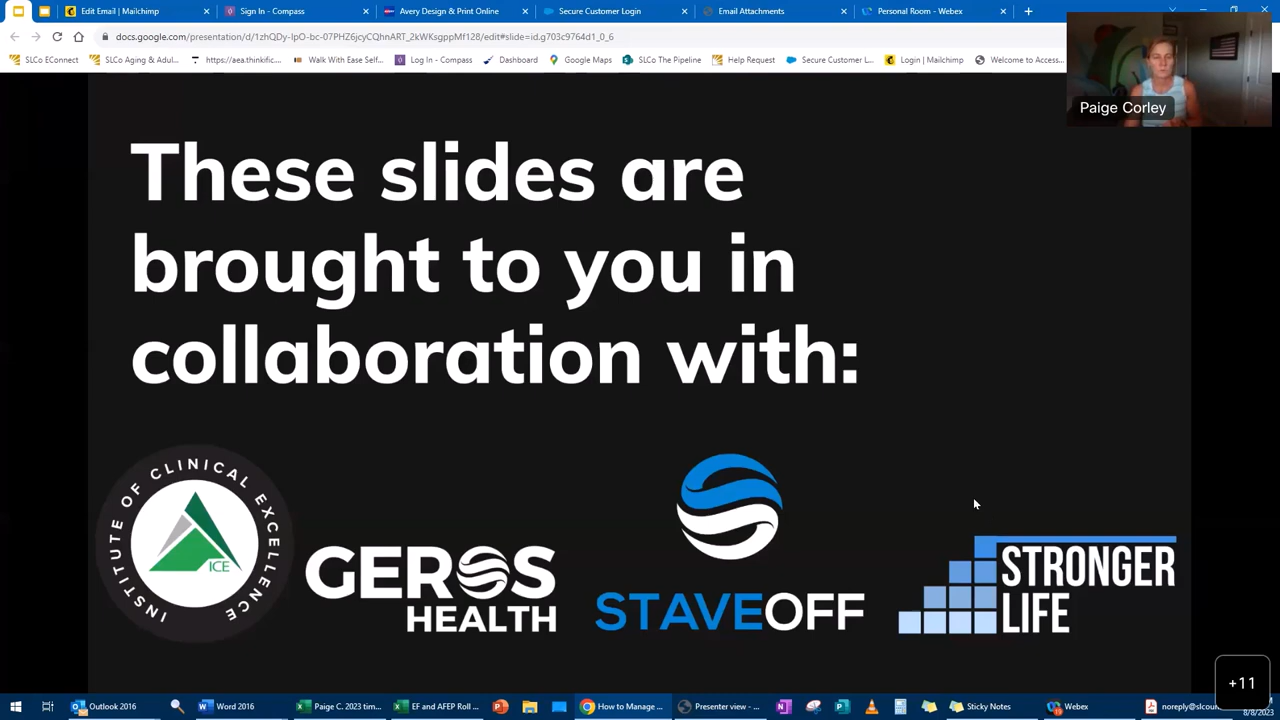 Edit Email | Mailchimp
Sign In - Compass
Avery Design & Print Online
Secure Customer Login
Email Attachments
Personal Room - Webex
docs.google.com/presentation/d/1zhQDy-IpO-bc-07PHZ6jcyCQhnART_2kWKsgppMf128/edit#slide=id.g703c9764d1_0_6
SLCo EConnect
SLCo Aging & Adul...
https://aea.thinkific....
Walk With Ease Self...
Log In - Compass
Dashboard
Google Maps
SLCo The Pipeline
Help Request
Secure Customer L...
Login | Mailchimp
Welcome to Access...
Paige Corley
These slides are
brought to you in
collaboration with:
INSTITUTE OF CLINICAL EXCELLENCE
ICE
GEROS
HEALTH
STAVEOFF
STRONGER
LIFE
+11
Outlook 2016
Word 2016
Paige C. 2023 tim...
EF and AFEP Roll ...
How to Manage ...
Presenter view - ...
Sticky Notes
Webex
noreply@slcoun...
8/8/2023